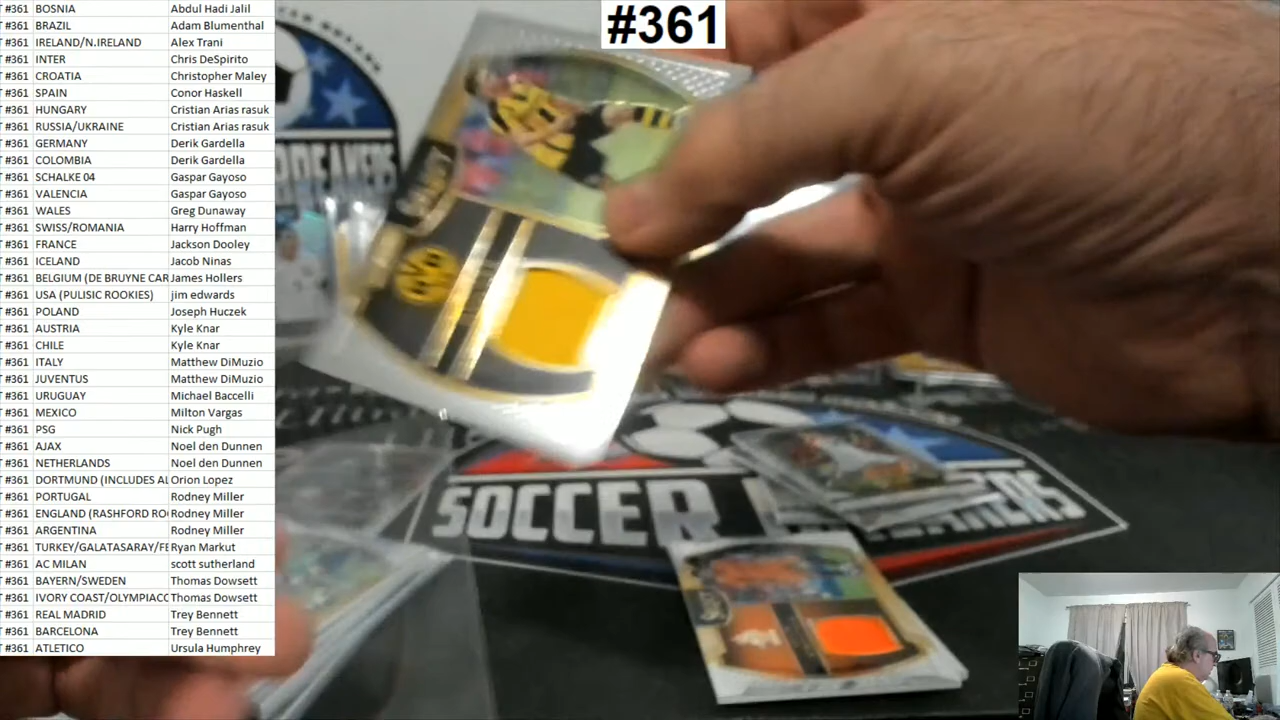 #361
T #361 BOSNIA Abdul Hadi Jalil
T #361 BRAZIL Adam Blumenthal
T #361 IRELAND/N.IRELAND Alex Trani
T #361 INTER Chris DeSpirito
T #361 CROATIA Christopher Maley
T #361 SPAIN Conor Haskell
T #361 HUNGARY Cristian Arias rasuk
T #361 RUSSIA/UKRAINE Cristian Arias rasuk
T #361 GERMANY Derik Gardella
T #361 COLOMBIA Derik Gardella
T #361 SCHALKE 04 Gaspar Gayoso
T #361 VALENCIA Gaspar Gayoso
T #361 WALES Greg Dunaway
T #361 SWISS/ROMANIA Harry Hoffman
T #361 FRANCE Jackson Dooley
T #361 ICELAND Jacob Ninas
T #361 BELGIUM (DE BRUYNE CAR James Hollers
T #361 USA (PULISIC ROOKIES) jim edwards
T #361 POLAND Joseph Huczek
T #361 AUSTRIA Kyle Knar
T #361 CHILE Kyle Knar
T #361 ITALY Matthew DiMuzio
T #361 JUVENTUS Matthew DiMuzio
T #361 URUGUAY Michael Baccelli
T #361 MEXICO Milton Vargas
T #361 PSG Nick Pugh
T #361 AJAX Noel den Dunnen
T #361 NETHERLANDS Noel den Dunnen
T #361 DORTMUND (INCLUDES AL Orion Lopez
T #361 PORTUGAL Rodney Miller
T #361 ENGLAND (RASHFORD RO Rodney Miller
T #361 ARGENTINA Rodney Miller
T #361 TURKEY/GALATASARAY/FE Ryan Markut
T #361 AC MILAN scott sutherland
T #361 BAYERN/SWEDEN Thomas Dowsett
T #361 IVORY COAST/OLYMPIACO Thomas Dowsett
T #361 REAL MADRID Trey Bennett
T #361 BARCELONA Trey Bennett
T #361 ATLETICO Ursula Humphrey
BREAKERS
BVB
SOCCER